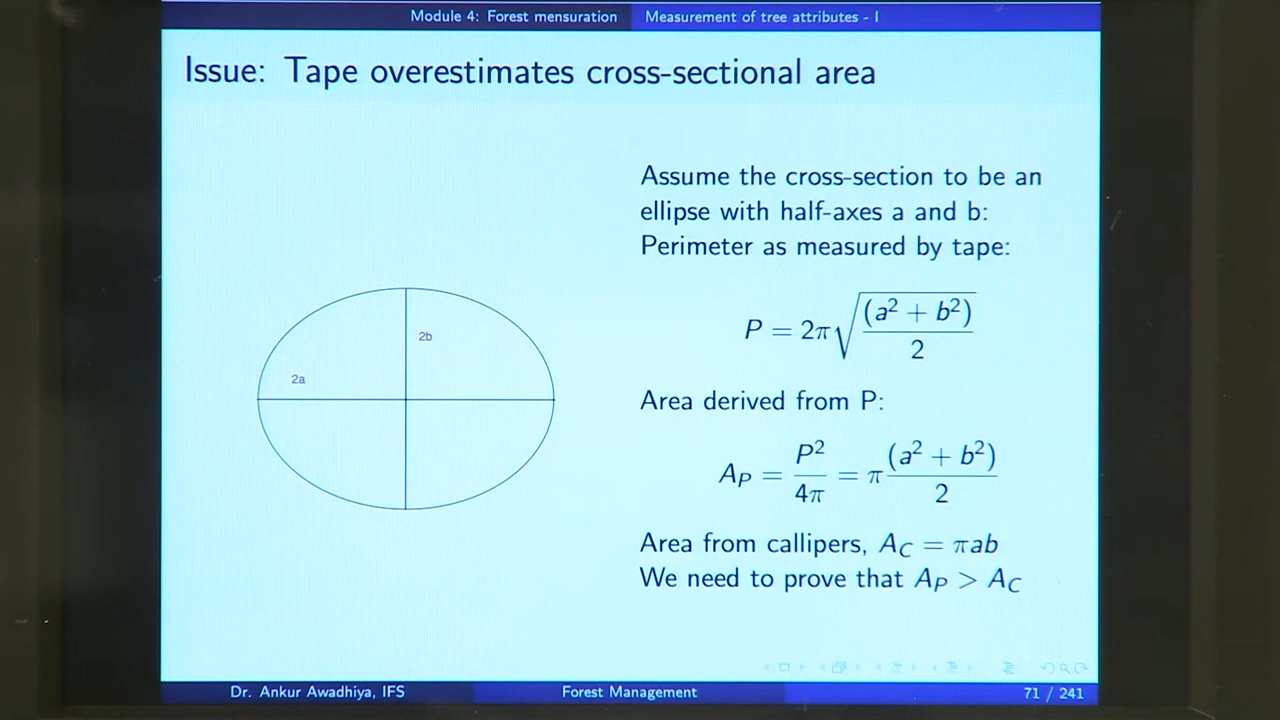 Module 4: Forest mensuration Measurement of tree attributes - I
Issue: Tape overestimates cross-sectional area
2b
2a
Assume the cross-section to be an
ellipse with half-axes a and b:
Perimeter as measured by tape:
P = 2π√((a² + b²)/2)
Area derived from P:
A_P = P²/4π = π (a² + b²)/2
Area from callipers, A_C = πab
We need to prove that A_P > A_C
Dr. Ankur Awadhiya, IFS Forest Management 71 / 241